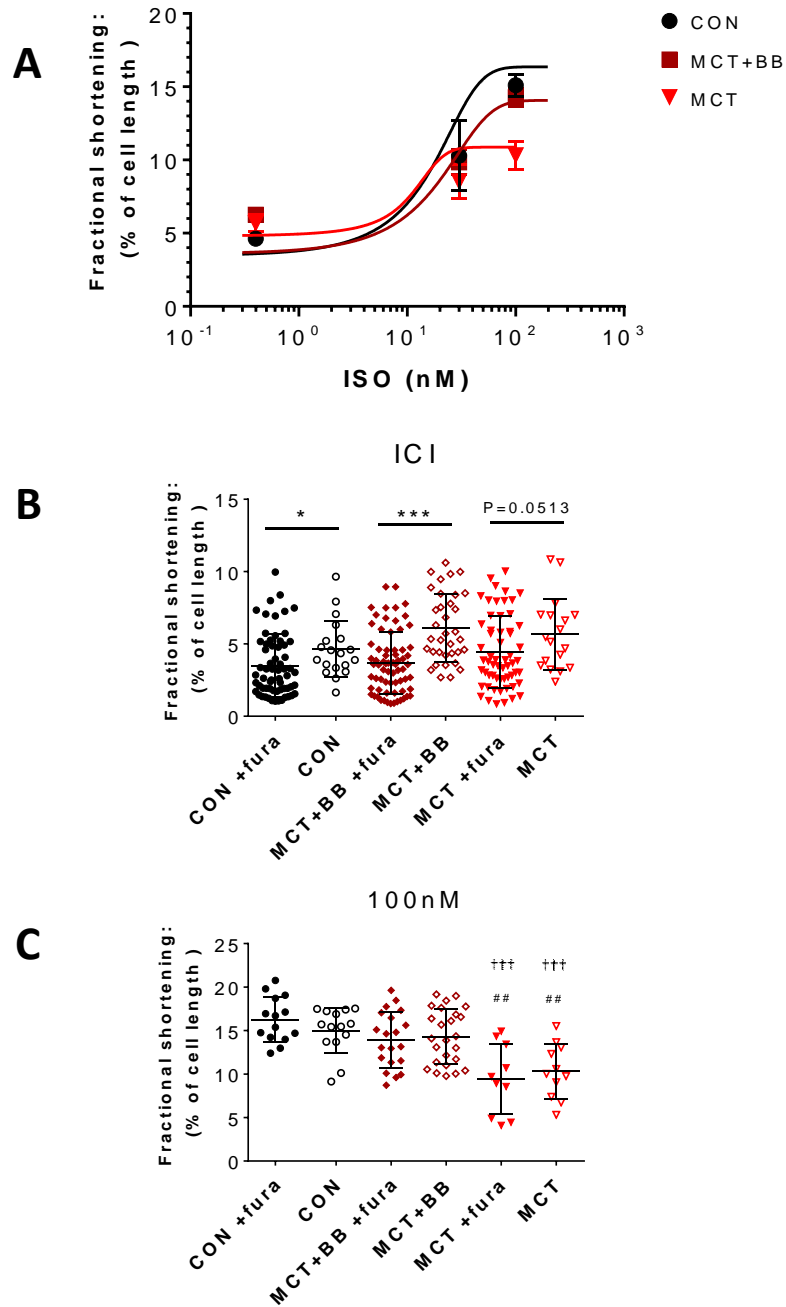 A
Fractional shortening:
(% of cell length )
20
15
10
5
0
10-1
100
101
102
103
ISO (nM)
CON
MCT+BB
MCT
B
ICI
Fractional shortening:
(% of cell length )
15
10
5
0
*
***
P=0.0513
CON +fura
CON
MCT+BB +fura
MCT+BB
MCT +fura
MCT
C
100nM
Fractional shortening:
(% of cell length )
25
20
15
10
5
0
††† †††
## ##
CON +fura
CON
MCT+BB +fura
MCT+BB
MCT +fura
MCT